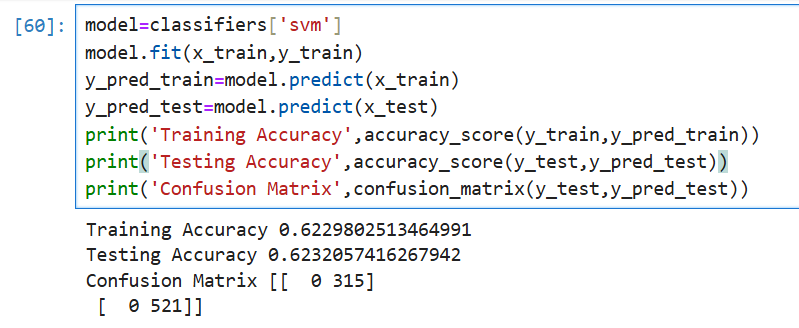 [60]: model=classifiers['svm']
model.fit(x_train,y_train)
y_pred_train=model.predict(x_train)
y_pred_test=model.predict(x_test)
print('Training Accuracy',accuracy_score(y_train,y_pred_train))
print('Testing Accuracy',accuracy_score(y_test,y_pred_test))
print('Confusion Matrix',confusion_matrix(y_test,y_pred_test))
Training Accuracy 0.6229802513464991
Testing Accuracy 0.6232057416267942
Confusion Matrix [[  0 315]
 [  0 521]]